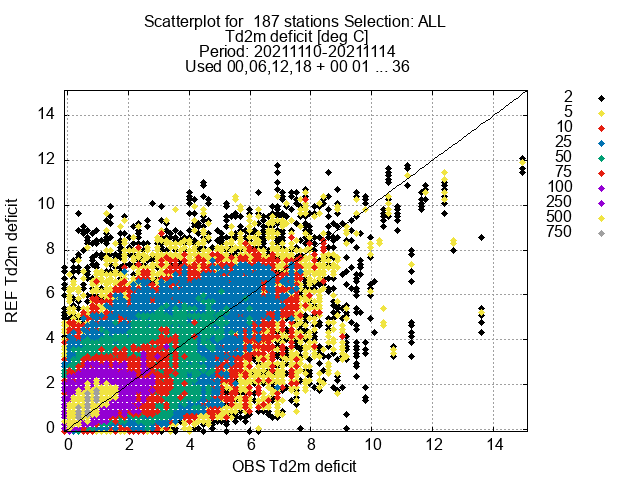 Scatterplot for  187 stations Selection: ALL
Td2m deficit [deg C]
Period: 20211110-20211114
Used 00,06,12,18 + 00 01 ... 36
2
5
10
25
50
75
100
250
500
750
14
12
10
8
6
4
2
0
REF Td2m deficit
0 2 4 6 8 10 12 14
OBS Td2m deficit